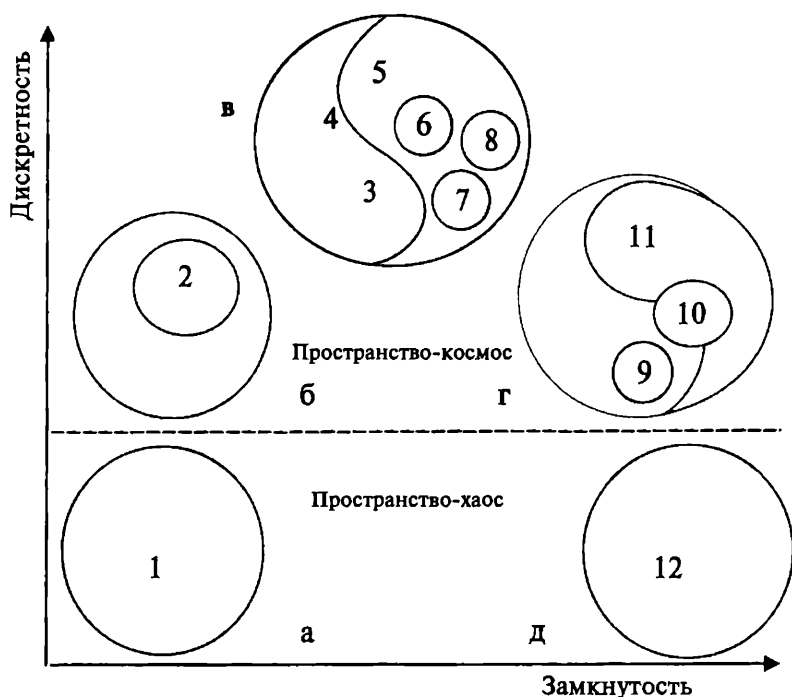 Дискретность
в
5
4
6
8
3
7
2
11
10
9
Пространство-космос
б
г
Пространство-хаос
1
12
а
д
Замкнутость